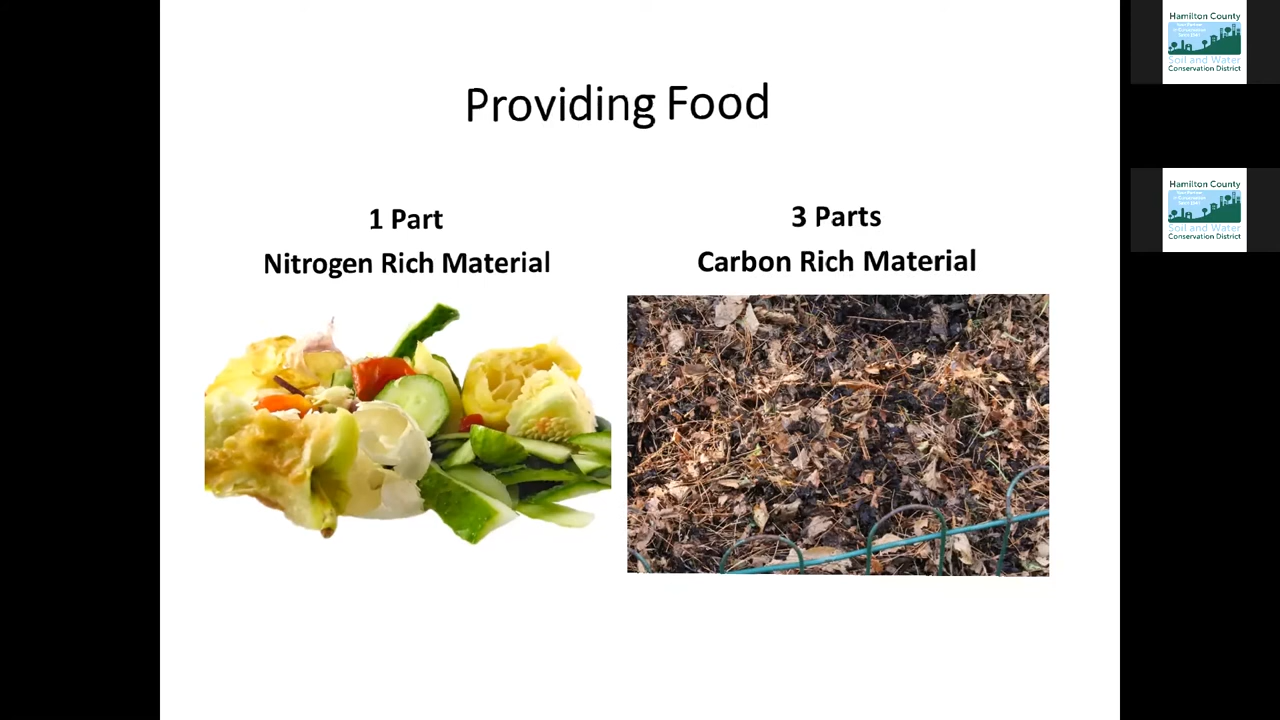 Providing Food
1 Part
Nitrogen Rich Material
3 Parts
Carbon Rich Material
Hamilton County
Soil and Water
Conservation District
Hamilton County
Soil and Water
Conservation District